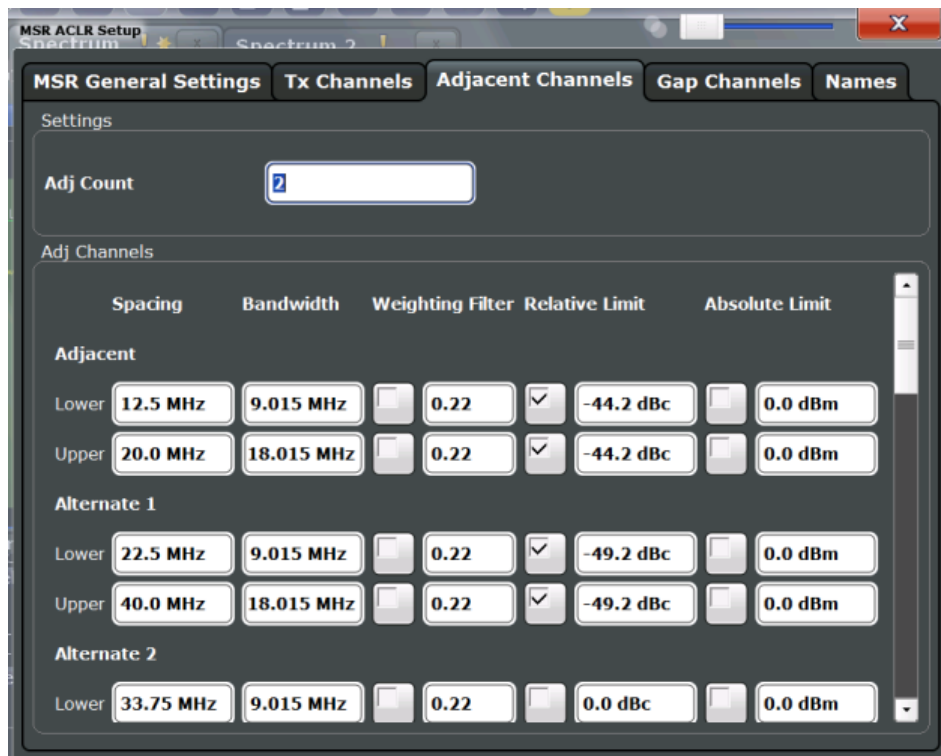 MSR ACLR Setup
Spectrum ! x Spectrum 2 ! x
X
MSR General Settings Tx Channels Adjacent Channels Gap Channels Names
Settings
Adj Count 2
Adj Channels
Spacing Bandwidth Weighting Filter Relative Limit Absolute Limit
Adjacent
Lower 12.5 MHz 9.015 MHz 0.22 -44.2 dBc 0.0 dBm
Upper 20.0 MHz 18.015 MHz 0.22 -44.2 dBc 0.0 dBm
Alternate 1
Lower 22.5 MHz 9.015 MHz 0.22 -49.2 dBc 0.0 dBm
Upper 40.0 MHz 18.015 MHz 0.22 -49.2 dBc 0.0 dBm
Alternate 2
Lower 33.75 MHz 9.015 MHz 0.22 0.0 dBc 0.0 dBm